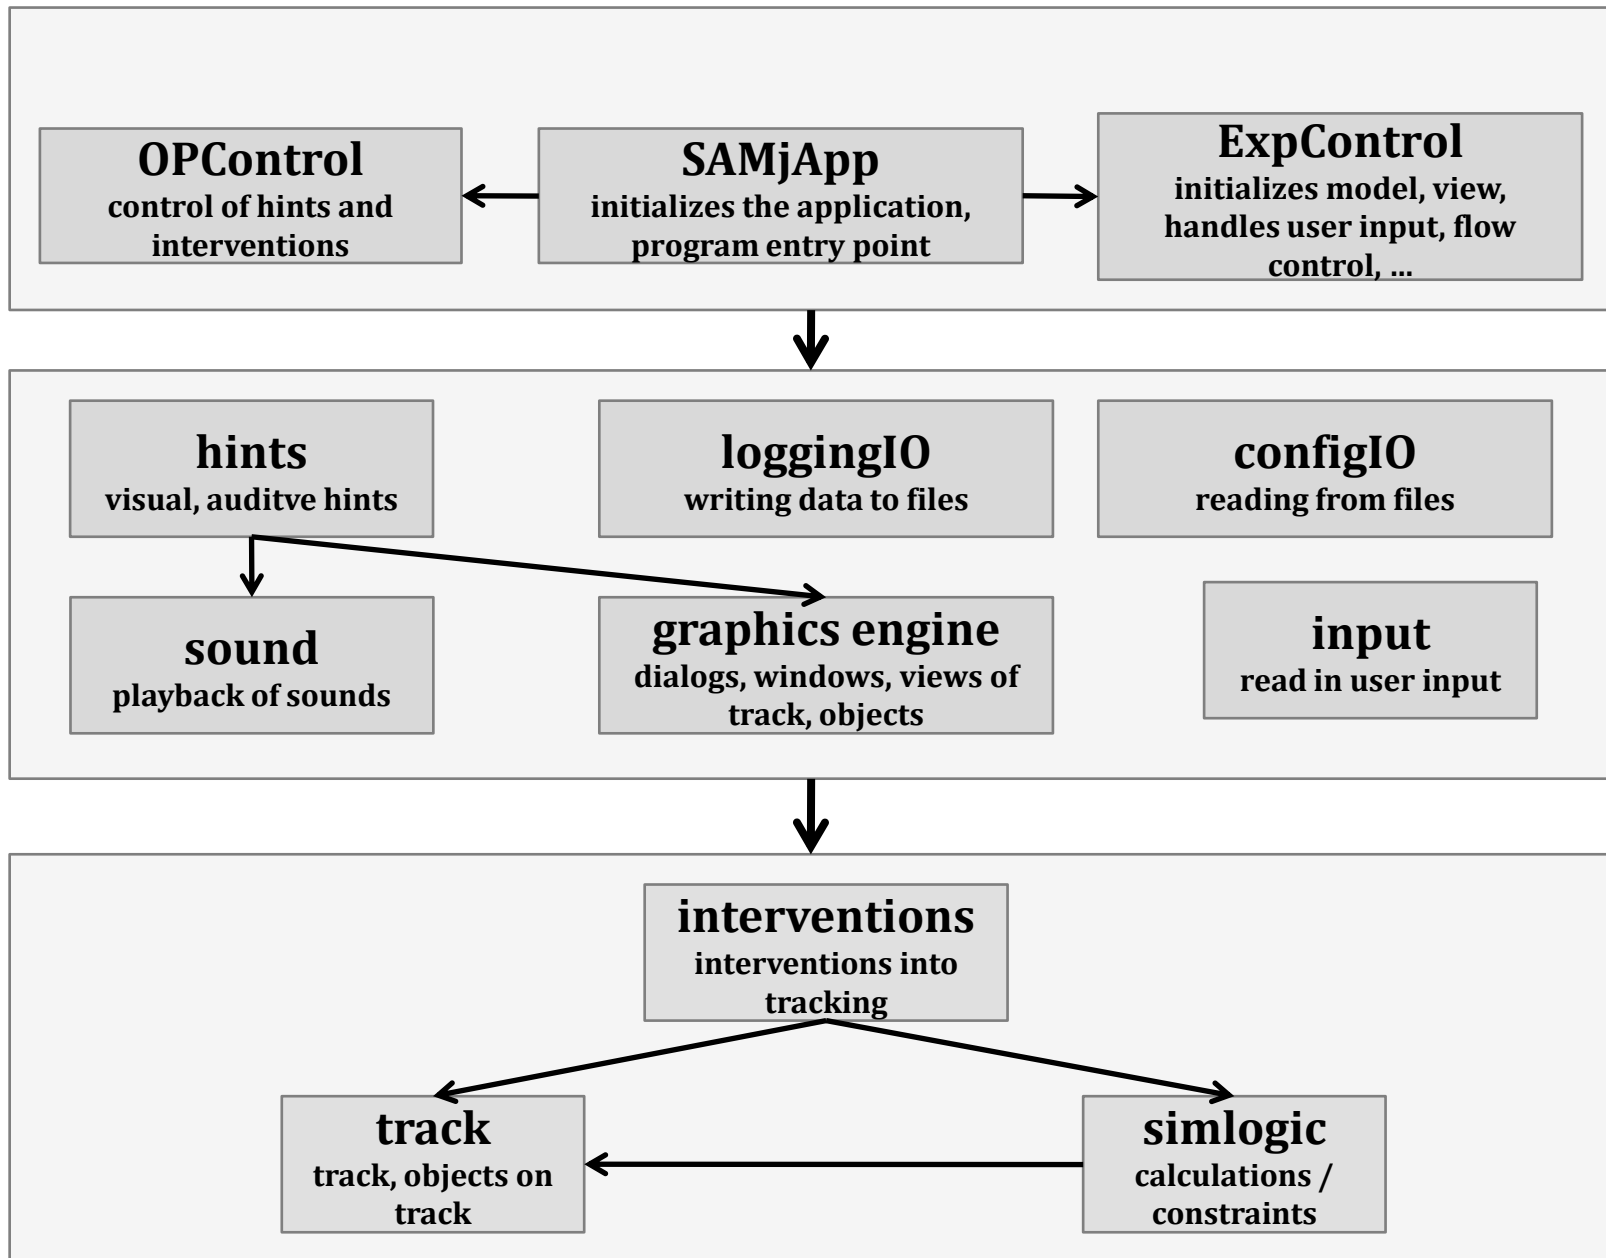 OPControl
control of hints and
interventions
SAMjApp
initializes the application,
program entry point
ExpControl
initializes model, view,
handles user input, flow
control, ...
hints
visual, auditve hints
loggingIO
writing data to files
configIO
reading from files
sound
playback of sounds
graphics engine
dialogs, windows, views of
track, objects
input
read in user input
interventions
interventions into
tracking
track
track, objects on
track
simlogic
calculations /
constraints